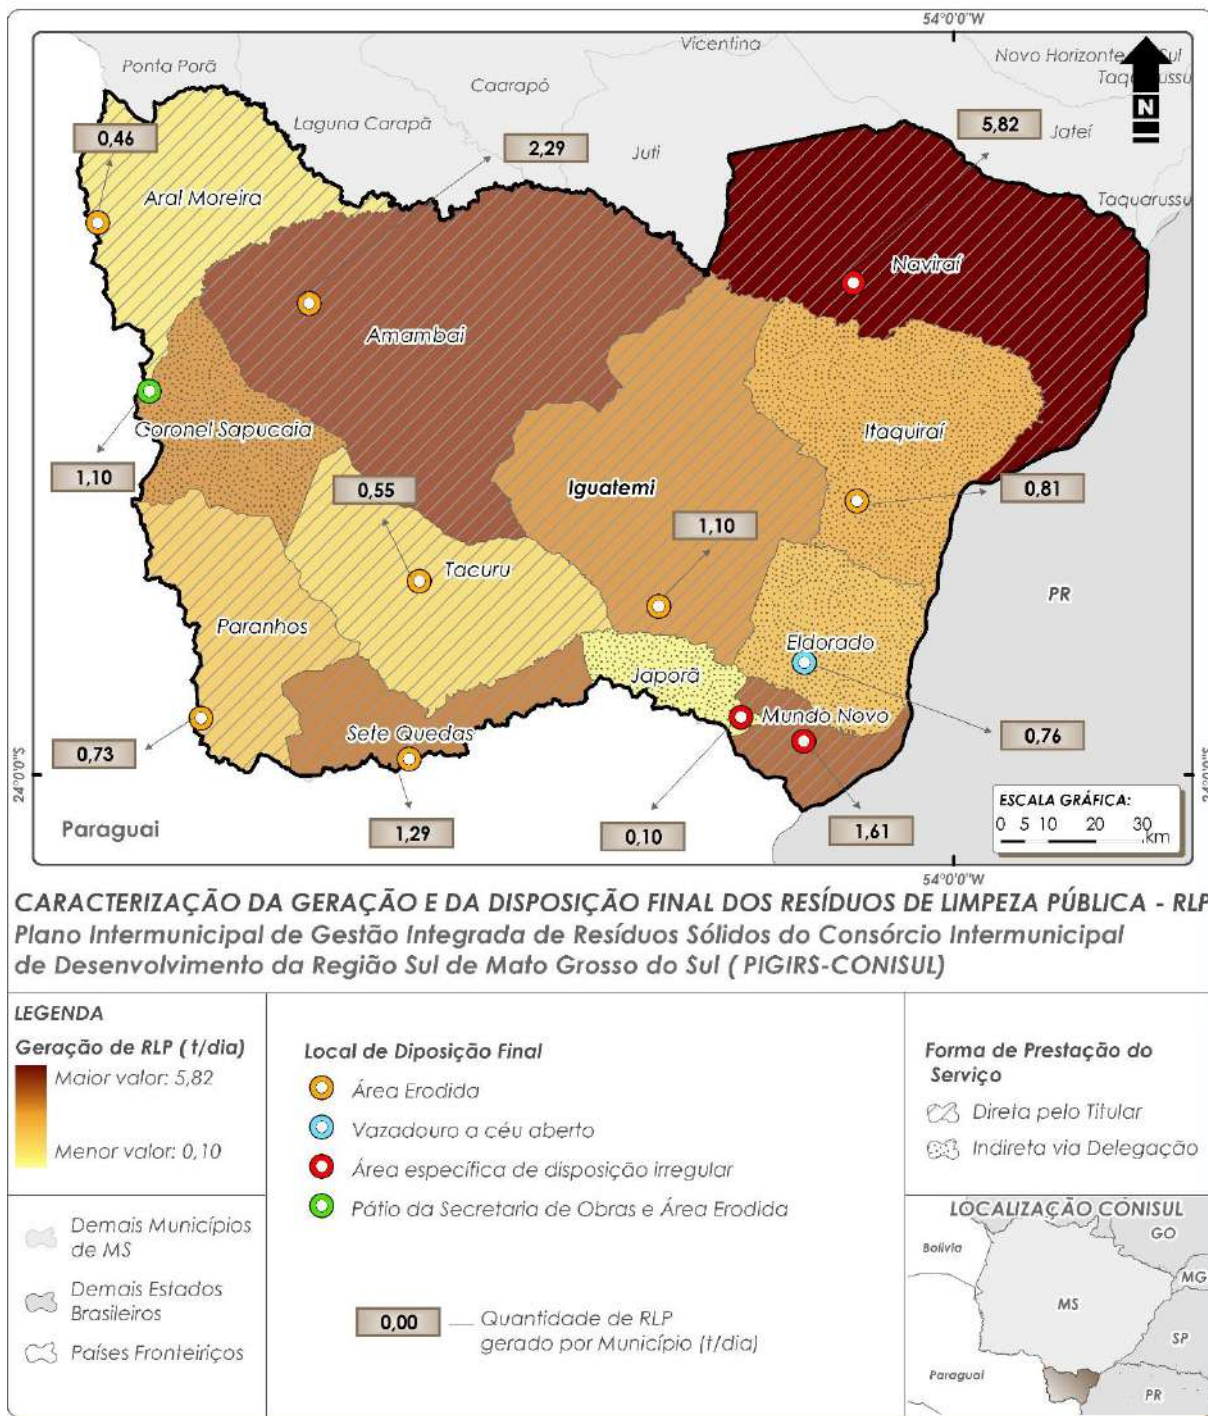 54°0'0"W
Vicentina
Novo Horizonte do Sul
Ponta Porã
Caarapó
Taquarussu
Laguna Carapã
0,46
2,29
5,82
Juti
Jateí
N
Aral Moreira
Taquarussu
Naviraí
Amambai
Coronel Sapucaia
Itaquiraí
1,10
0,55
Iguatemi
0,81
1,10
Tacuru
PR
Paranhos
Eldorado
Japorã
Mundo Novo
Sete Quedas
0,73
0,76
24°0'0"S
24°0'0"S
ESCALA GRÁFICA:
0 5 10 20 30
km
Paraguai
1,29
0,10
1,61
54°0'0"W
CARACTERIZAÇÃO DA GERAÇÃO E DA DISPOSIÇÃO FINAL DOS RESÍDUOS DE LIMPEZA PÚBLICA - RLP
Plano Intermunicipal de Gestão Integrada de Resíduos Sólidos do Consórcio Intermunicipal
de Desenvolvimento da Região Sul de Mato Grosso do Sul ( PIGIRS-CONISUL)
LEGENDA
Geração de RLP ( t/dia)
Maior valor: 5,82
Menor valor: 0,10
Demais Municípios
de MS
Demais Estados
Brasileiros
Países Fronteiriços
Local de Diposição Final
Área Erodida
Vazadouro a céu aberto
Área específica de disposição irregular
Pátio da Secretaria de Obras e Área Erodida
0,00
Quantidade de RLP
gerado por Município (t/dia)
Forma de Prestação do
Serviço
Direta pelo Titular
Indireta via Delegação
LOCALIZAÇÃO CONISUL
GO
Bolívia
MG
MS
SP
Paraguai
PR